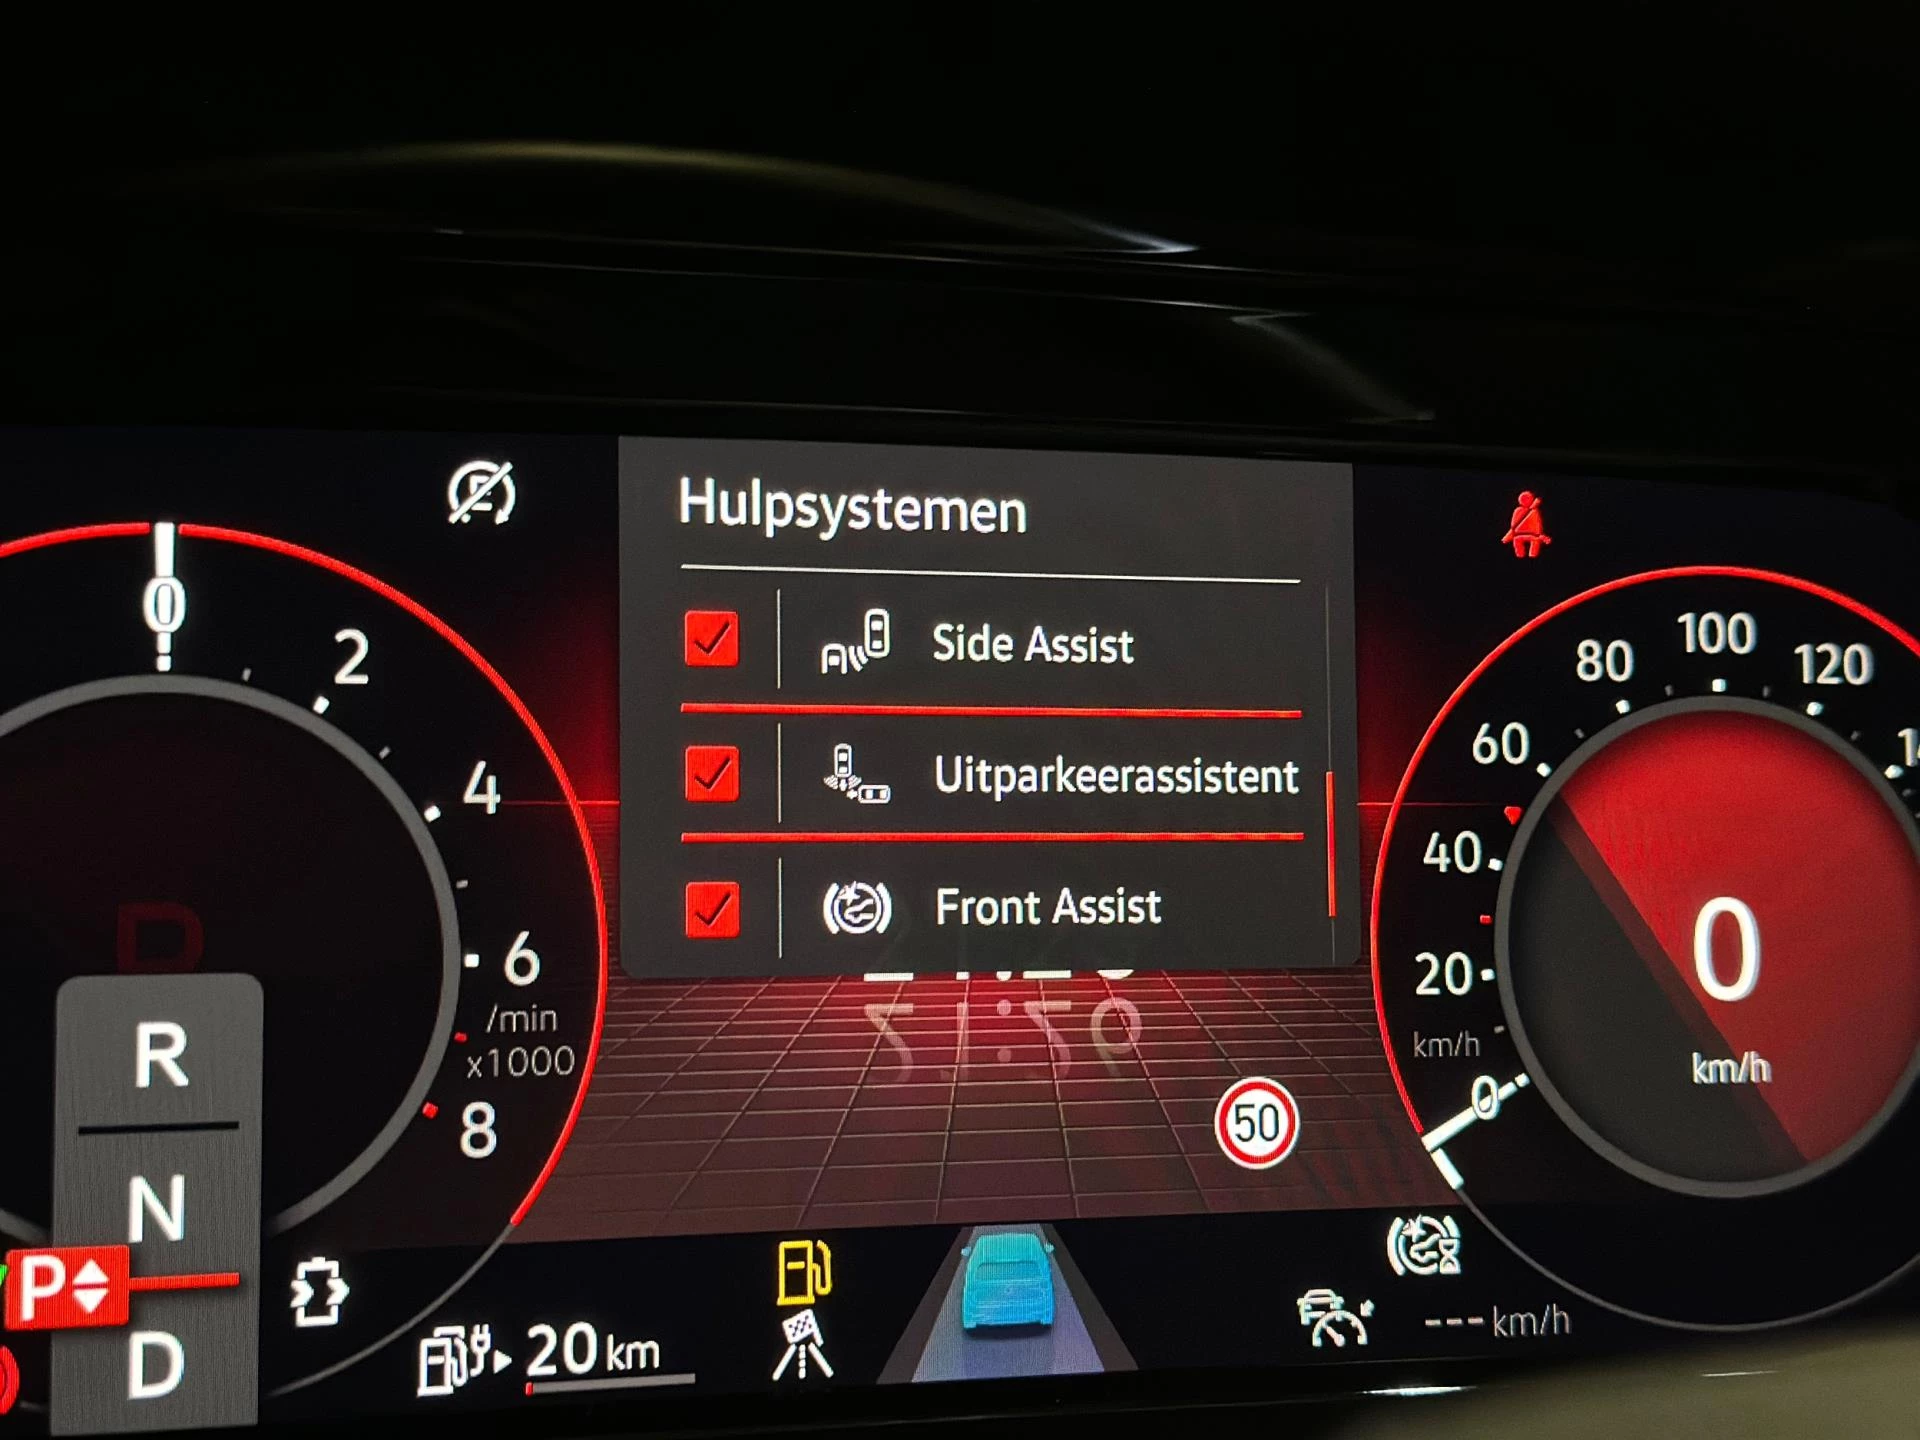 Hulpsystemen
Side Assist
Uitparkeerassistent
Front Assist
0
2
4
6
/min
x1000
8
R
N
P
D
20 km
50
0
20
40
60
80
100
120
km/h
0
km/h
--- km/h